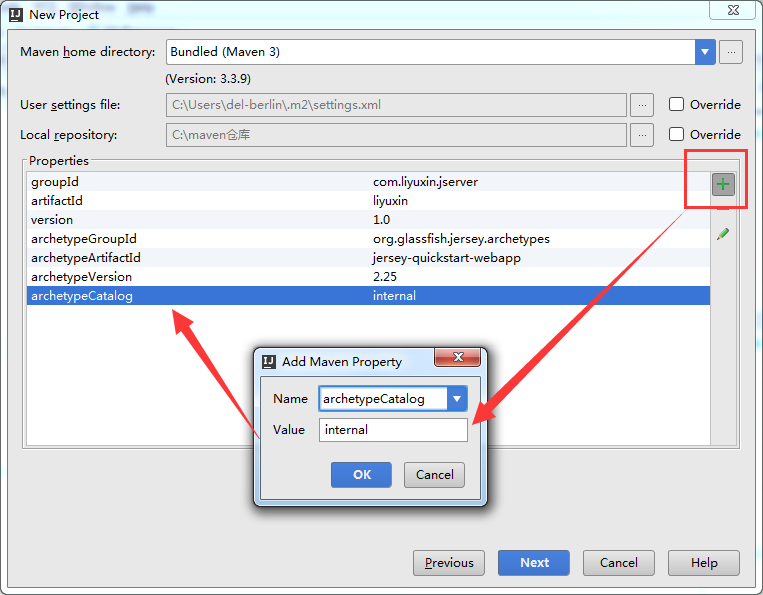 New Project
Maven home directory: Bundled (Maven 3)
(Version: 3.3.9)
User settings file: C:\Users\del-berlin\.m2\settings.xml ... Override
Local repository: C:\maven仓库 ... Override
Properties
groupId com.liyuxin.jserver
artifactId liyuxin
version 1.0
archetypeGroupId org.glassfish.jersey.archetypes
archetypeArtifactId jersey-quickstart-webapp
archetypeVersion 2.25
archetypeCatalog internal
Add Maven Property
Name archetypeCatalog
Value internal
OK Cancel
Previous Next Cancel Help